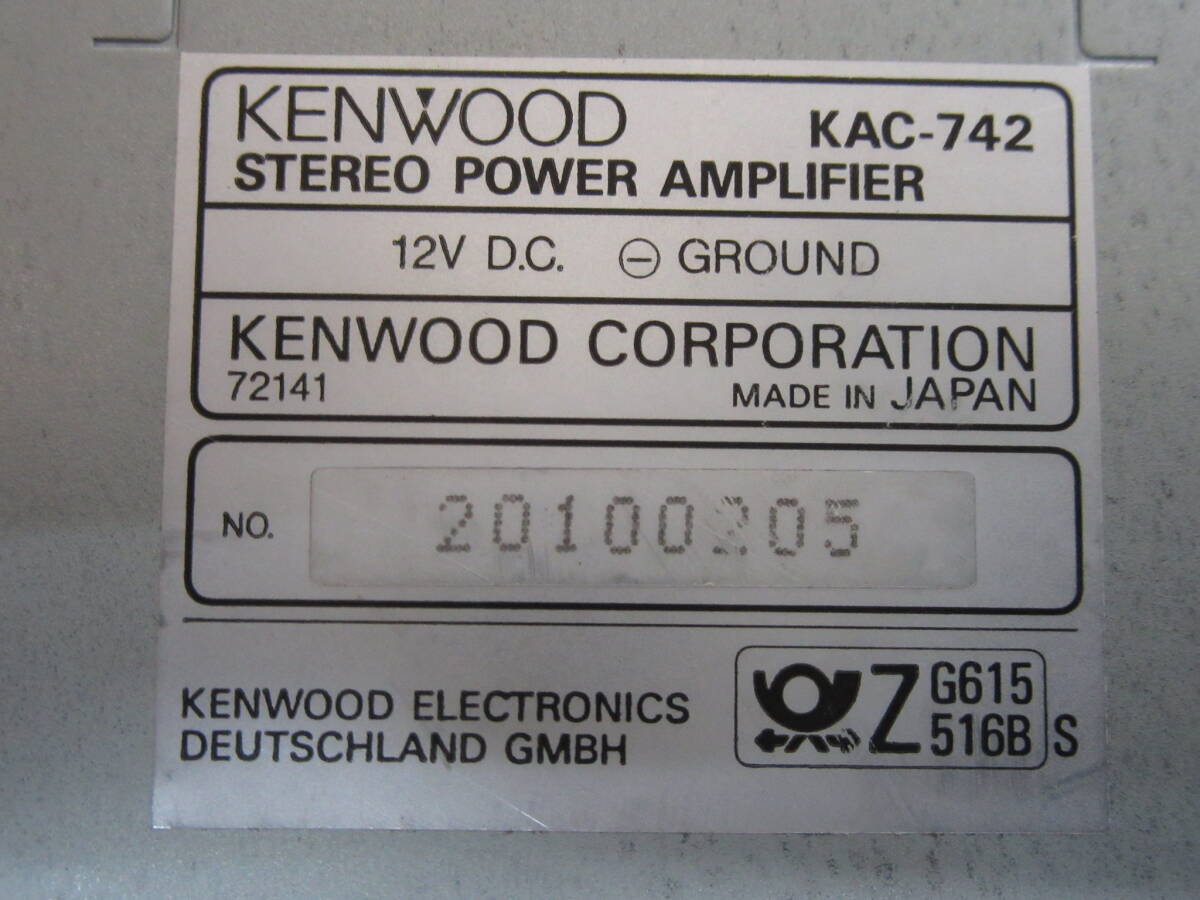 KENWOOD KAC-742
STEREO POWER AMPLIFIER
12V D.C. ⊖ GROUND
KENWOOD CORPORATION
72141 MADE IN JAPAN
NO. 20100205
KENWOOD ELECTRONICS
DEUTSCHLAND GMBH
Z G615
516B S